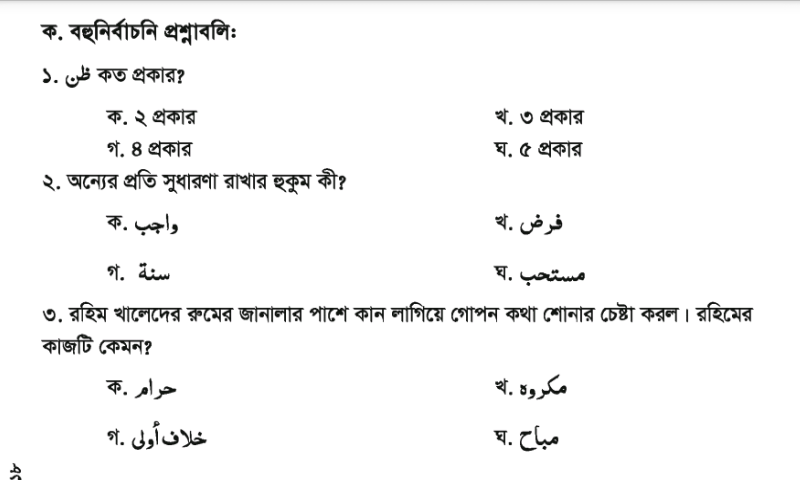 ক. বহুনির্বাচনি প্রশ্নাবলি:
১. ظن কত প্রকার?
ক. ২ প্রকার খ. ৩ প্রকার
গ. ৪ প্রকার ঘ. ৫ প্রকার
২. অন্যের প্রতি সুধারণা রাখার হুকুম কী?
ক. واجب খ. فرض
গ. سنة ঘ. مستحب
৩. রহিম খালেদের রুমের জানালার পাশে কান লাগিয়ে গোপন কথা শোনার চেষ্টা করল। রহিমের
কাজটি কেমন?
ক. حرام খ. مكروه
গ. خلاف أولى ঘ. مباح